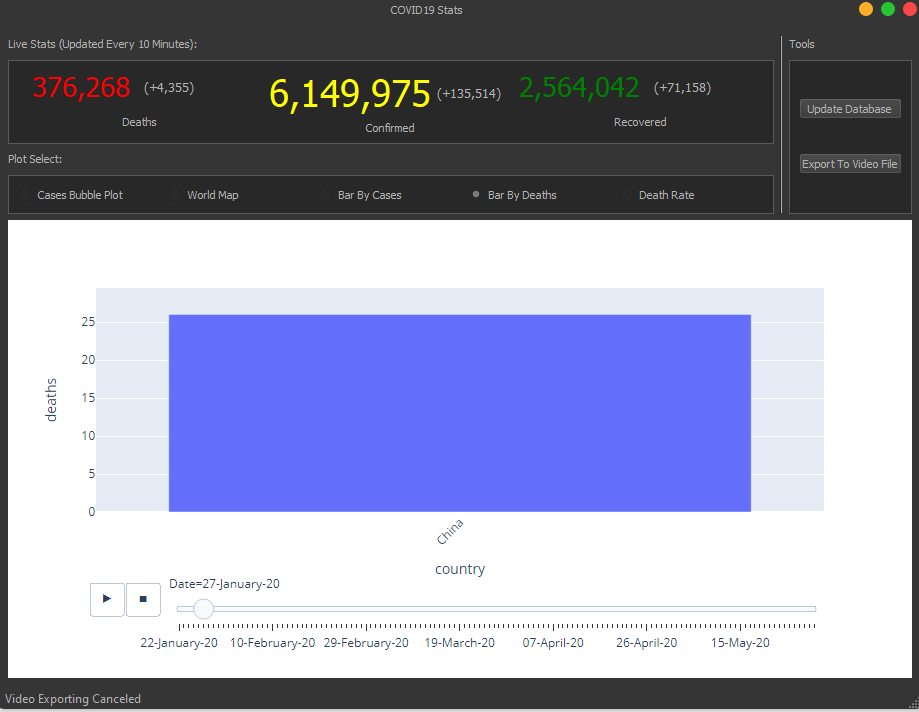 COVID19 Stats
Live Stats (Updated Every 10 Minutes):
Tools
376,268 (+4,355)
6,149,975 (+135,514)
2,564,042 (+71,158)
Deaths
Confirmed
Recovered
Update Database
Export To Video File
Plot Select:
Cases Bubble Plot
World Map
Bar By Cases
Bar By Deaths
Death Rate
25
20
15
10
5
0
deaths
China
country
Date=27-January-20
22-January-20 10-February-20 29-February-20 19-March-20 07-April-20 26-April-20 15-May-20
Video Exporting Canceled